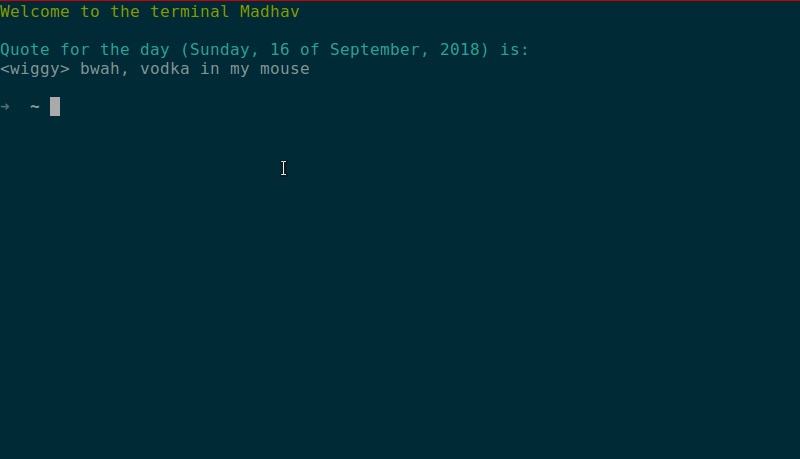 Welcome to the terminal Madhav
Quote for the day (Sunday, 16 of September, 2018) is:
<wiggy> bwah, vodka in my mouse
➜  ~